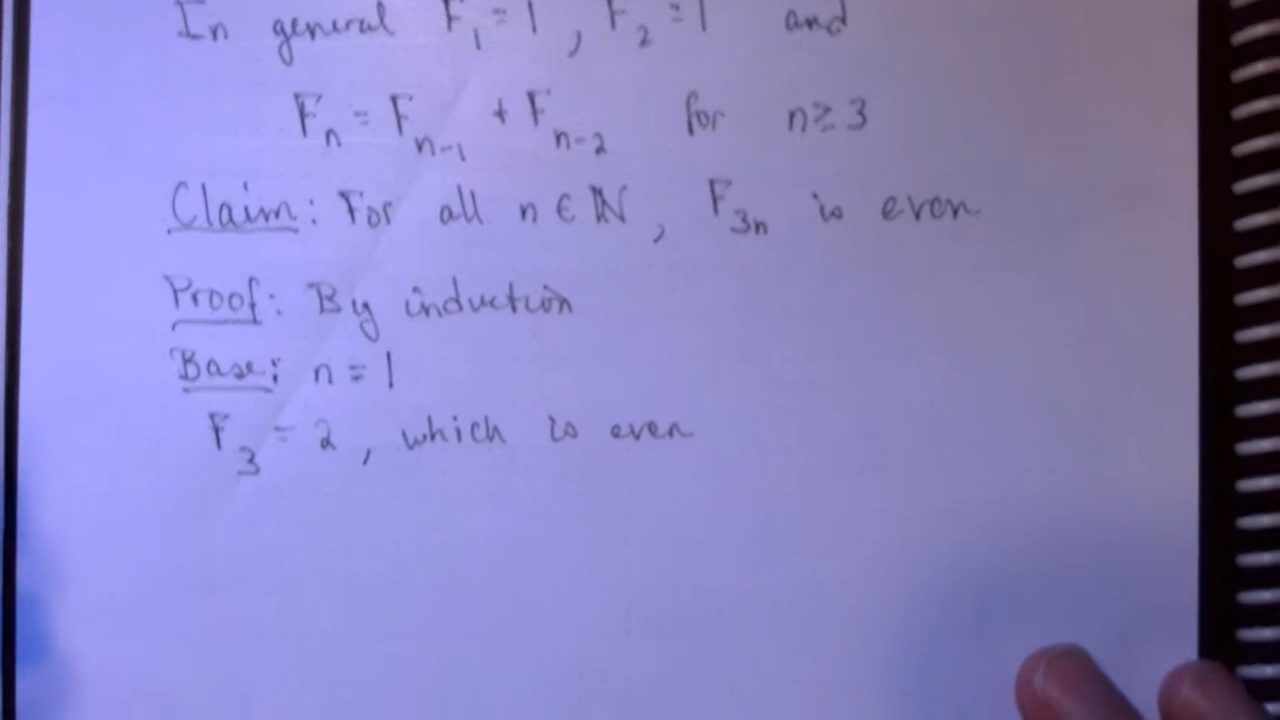 In general F₁ = 1 , F₂ = 1 and
Fₙ = Fₙ₋₁ + Fₙ₋₂ for n ≥ 3
Claim: For all n ∈ ℕ , F₃ₙ is even
Proof: By induction
Base: n = 1
F₃ = 2 , which is even